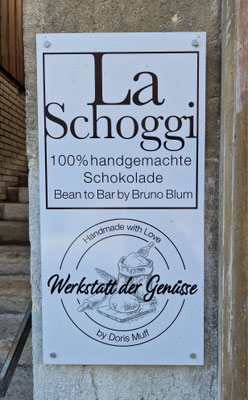 La
Schoggi
100% handgemachte
Schokolade
Bean to Bar by Bruno Blum
Handmade with Love
Werkstatt der Genüsse
by Doris Muff